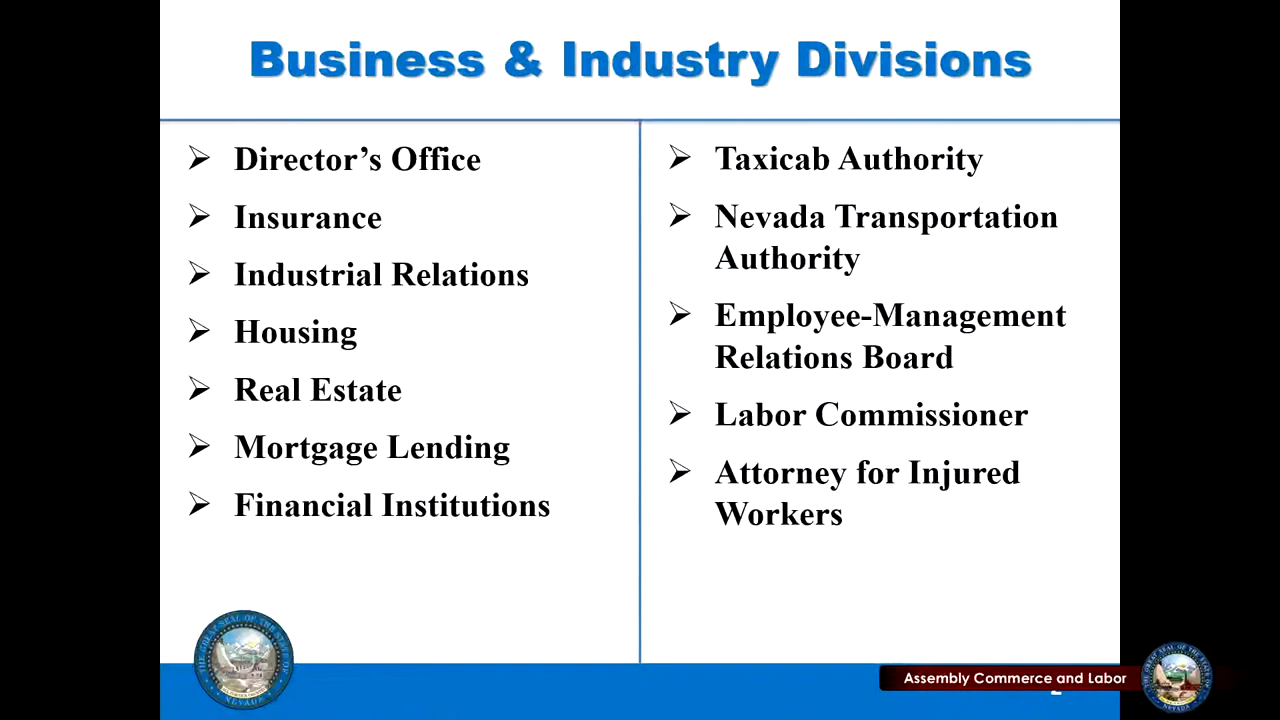 Business & Industry Divisions
Director’s Office
Insurance
Industrial Relations
Housing
Real Estate
Mortgage Lending
Financial Institutions
Taxicab Authority
Nevada Transportation
Authority
Employee-Management
Relations Board
Labor Commissioner
Attorney for Injured
Workers
Assembly Commerce and Labor